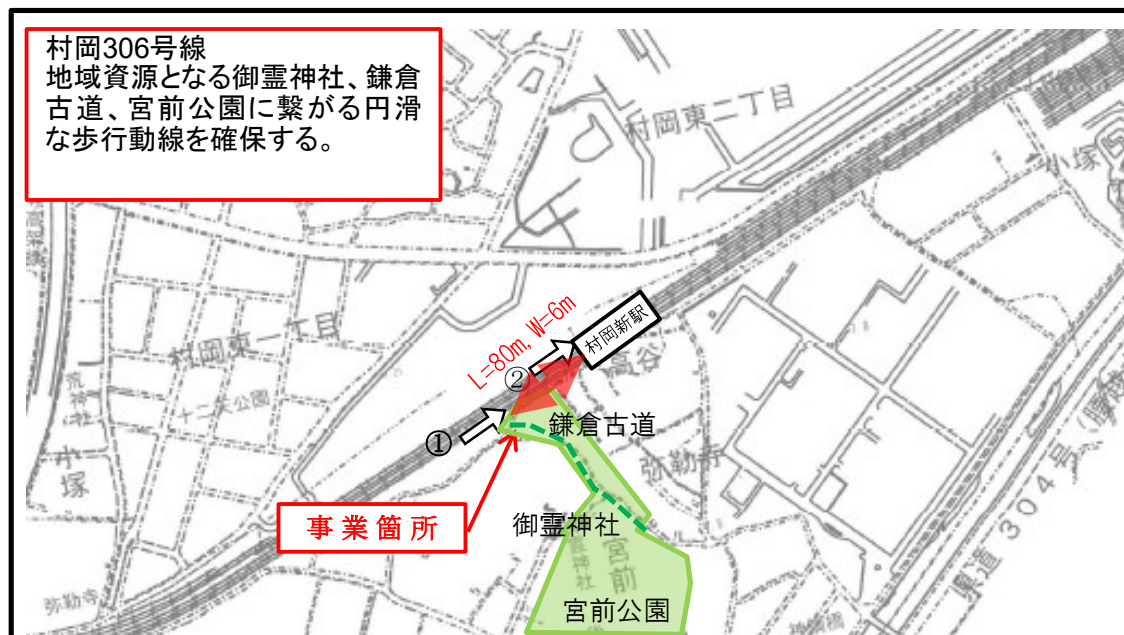 村岡306号線
地域資源となる御霊神社、鎌倉
古道、宮前公園に繋がる円滑
な歩行動線を確保する。
村岡東二丁目
小塚
L=80m, W=6m
村岡新駅
村岡東一丁目
②
高谷
荒神社
十二天公園
①
鎌倉古道
弥勒寺
小塚
事業箇所
御霊神社
宮前
県道304号
弥勒寺
宮前公園